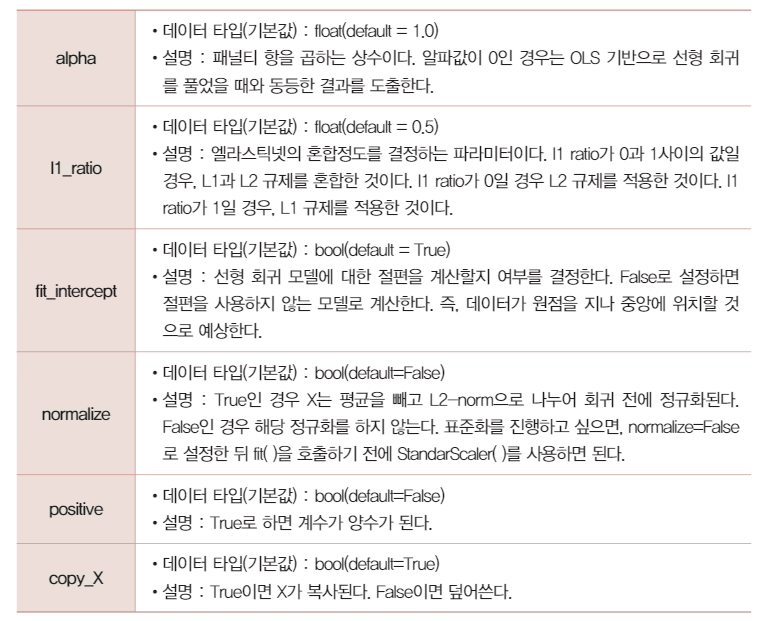 alpha
• 데이터 타입(기본값) : float(default = 1.0)
• 설명 : 패널티 항을 곱하는 상수이다. 알파값이 0인 경우는 OLS 기반으로 선형 회귀
를 풀었을 때와 동등한 결과를 도출한다.
l1_ratio
• 데이터 타입(기본값) : float(default = 0.5)
• 설명 : 엘라스틱넷의 혼합정도를 결정하는 파라미터이다. l1 ratio가 0과 1사이의 값일
경우, L1과 L2 규제를 혼합한 것이다. l1 ratio가 0일 경우 L2 규제를 적용한 것이다. l1
ratio가 1일 경우, L1 규제를 적용한 것이다.
fit_intercept
• 데이터 타입(기본값) : bool(default = True)
• 설명 : 선형 회귀 모델에 대한 절편을 계산할지 여부를 결정한다. False로 설정하면
절편을 사용하지 않는 모델로 계산한다. 즉, 데이터가 원점을 지나 중앙에 위치할 것
으로 예상한다.
normalize
• 데이터 타입(기본값) : bool(default=False)
• 설명 : True인 경우 X는 평균을 빼고 L2-norm으로 나누어 회귀 전에 정규화된다.
False인 경우 해당 정규화를 하지 않는다. 표준화를 진행하고 싶으면, normalize=False
로 설정한 뒤 fit( )을 호출하기 전에 StandarScaler( )를 사용하면 된다.
positive
• 데이터 타입(기본값) : bool(default=False)
• 설명 : True로 하면 계수가 양수가 된다.
copy_X
• 데이터 타입(기본값) : bool(default=True)
• 설명 : True이면 X가 복사된다. False이면 덮어쓴다.